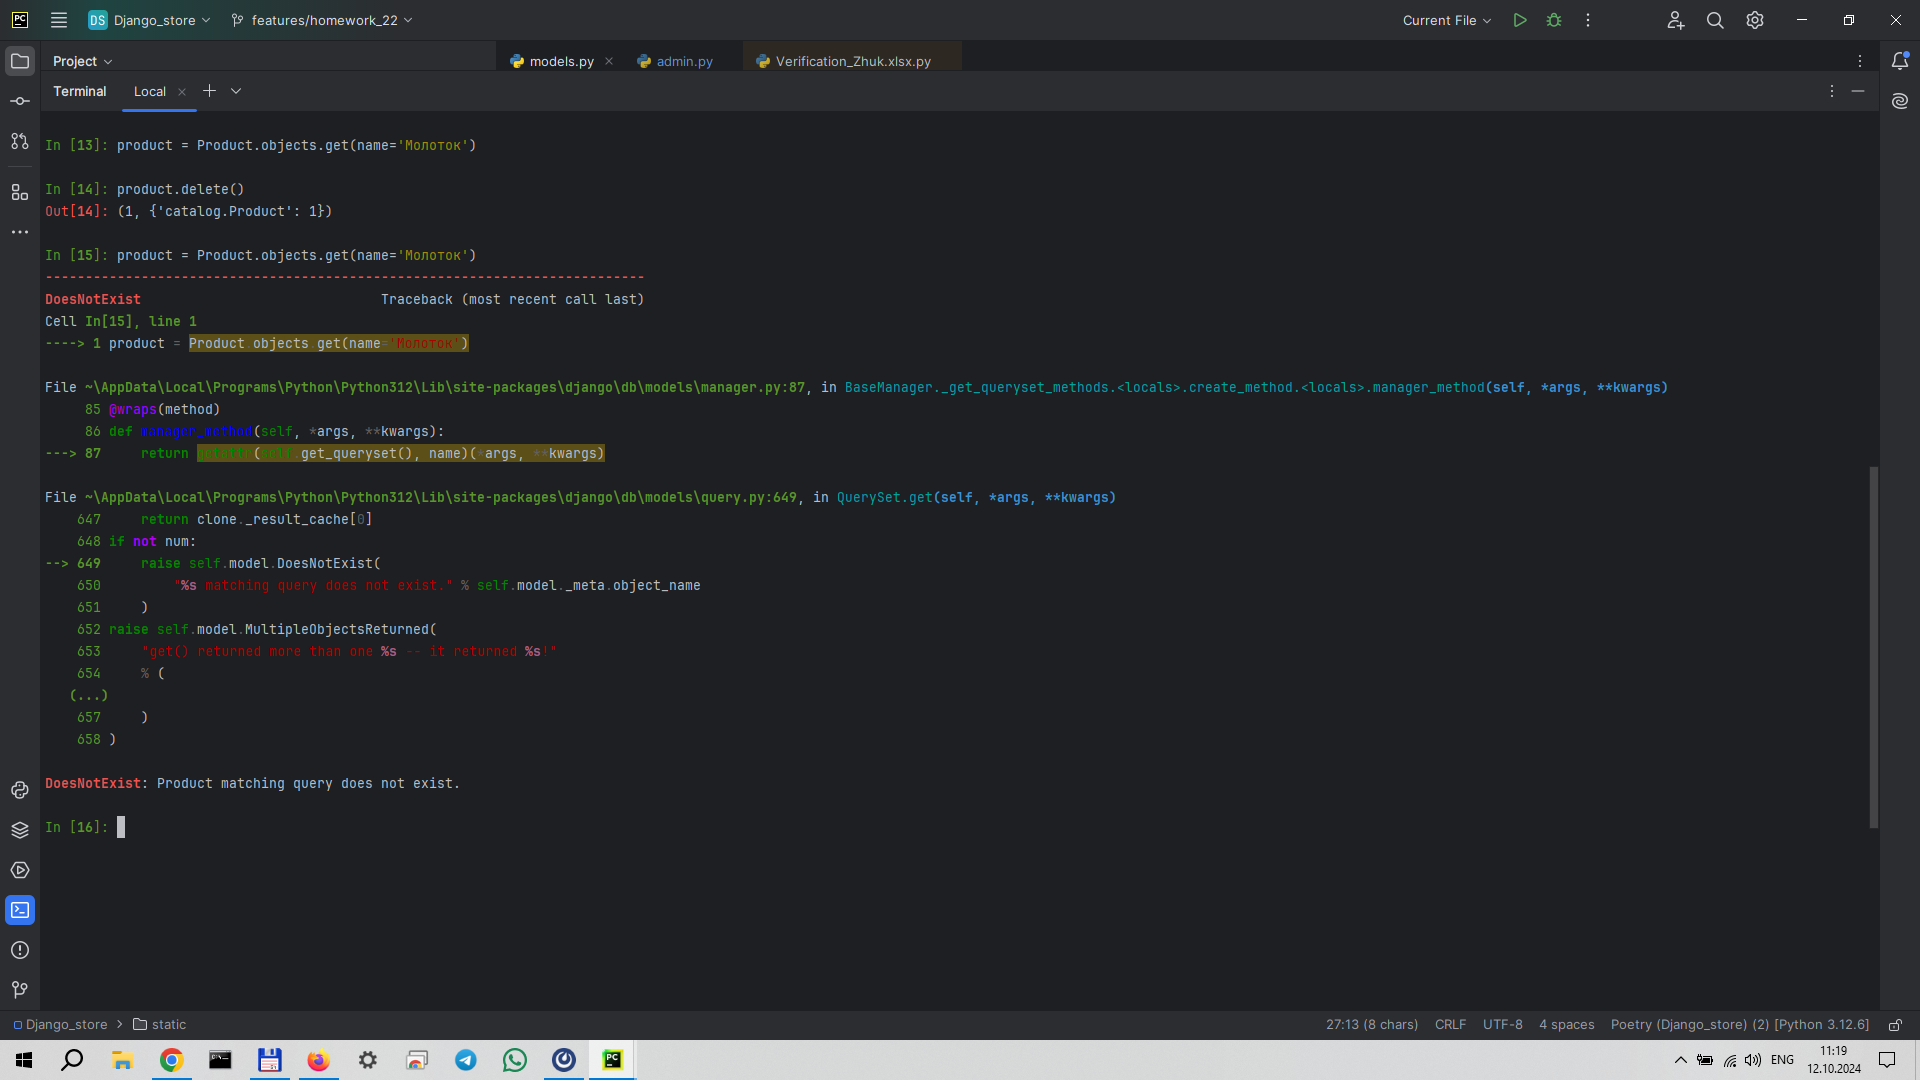 PC DS Django_store features/homework_22 Current File
Project models.py admin.py Verification_Zhuk.xlsx.py
Terminal Local
In [13]: product = Product.objects.get(name='Молоток')
In [14]: product.delete()
Out[14]: (1, {'catalog.Product': 1})
In [15]: product = Product.objects.get(name='Молоток')
---------------------------------------------------------------------------
DoesNotExist Traceback (most recent call last)
Cell In[15], line 1
----> 1 product = Product.objects.get(name='Молоток')
File ~\AppData\Local\Programs\Python\Python312\Lib\site-packages\django\db\models\manager.py:87, in BaseManager._get_queryset_methods.<locals>.create_method.<locals>.manager_method(self, *args, **kwargs)
85 @wraps(method)
86 def manager_method(self, *args, **kwargs):
---> 87 return getattr(self.get_queryset(), name)(*args, **kwargs)
File ~\AppData\Local\Programs\Python\Python312\Lib\site-packages\django\db\models\query.py:649, in QuerySet.get(self, *args, **kwargs)
647 return clone._result_cache[0]
648 if not num:
--> 649 raise self.model.DoesNotExist(
650 "%s matching query does not exist." % self.model._meta.object_name
651 )
652 raise self.model.MultipleObjectsReturned(
653 "get() returned more than one %s -- it returned %s!"
654 % (
(...)
657 )
658 )
DoesNotExist: Product matching query does not exist.
In [16]:
Django_store > static 27:13 (8 chars) CRLF UTF-8 4 spaces Poetry (Django_store) (2) [Python 3.12.6]
PC ENG 11:19
12.10.2024